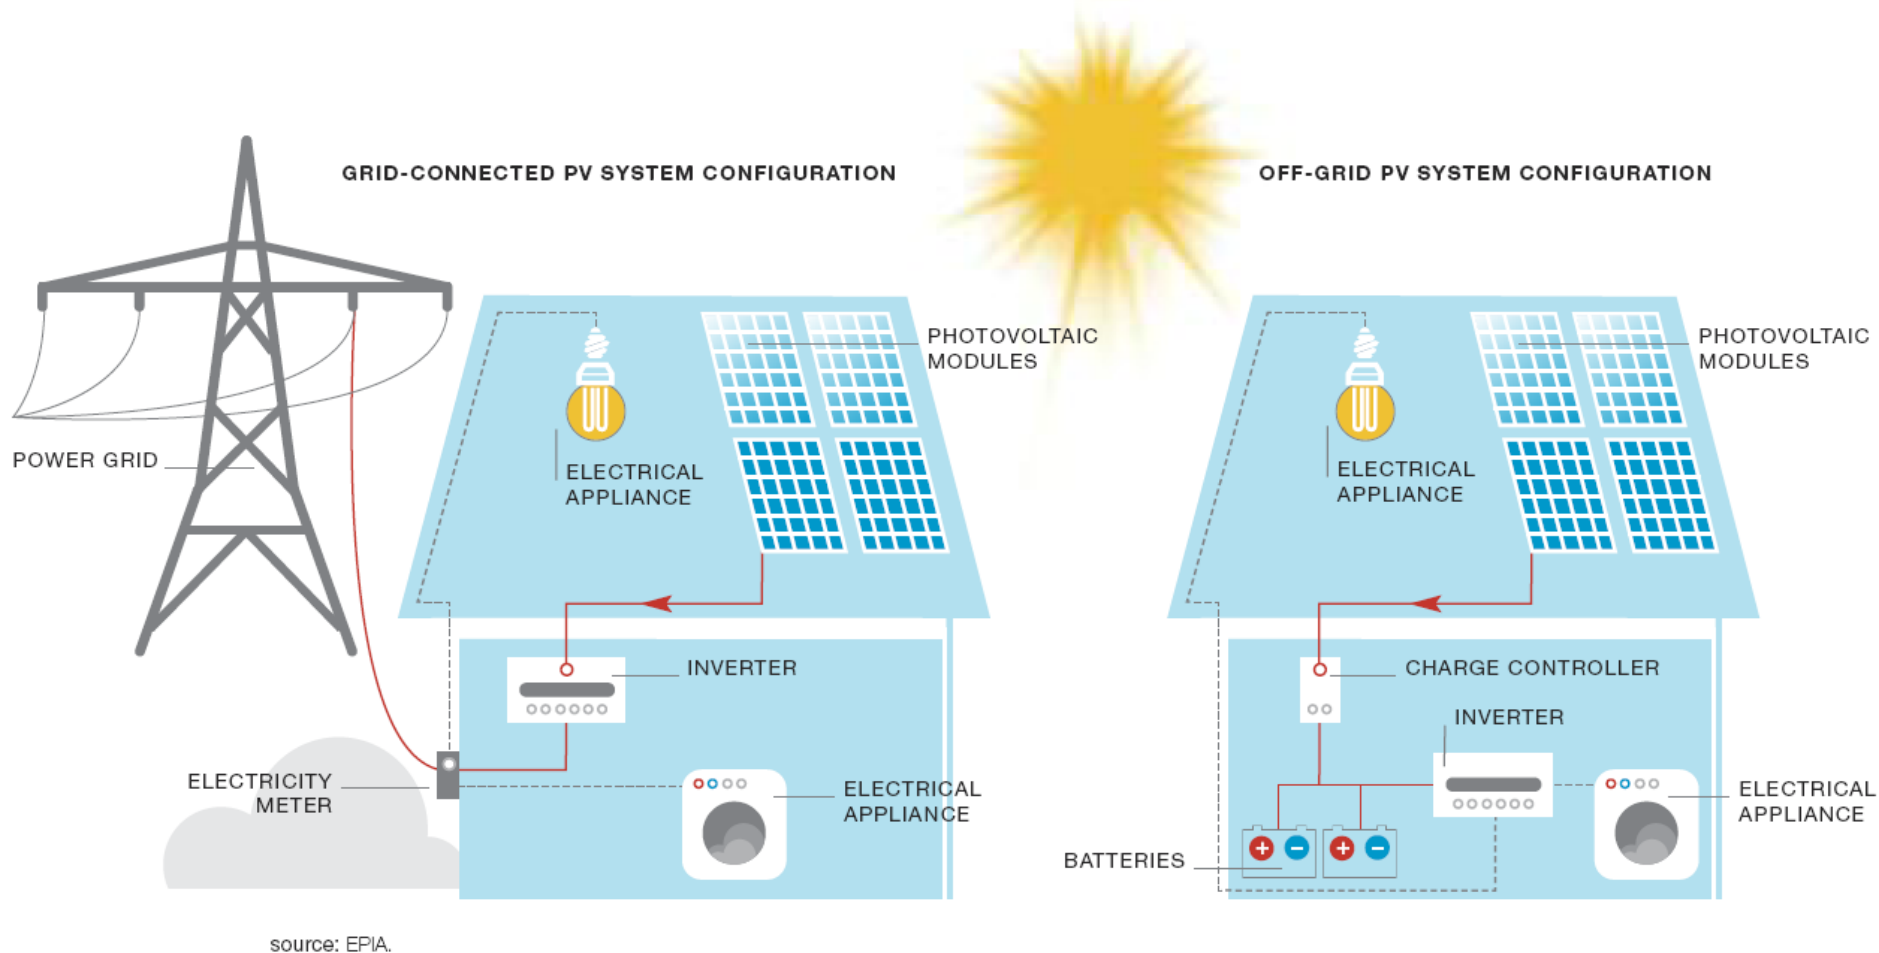 GRID-CONNECTED PV SYSTEM CONFIGURATION
POWER GRID
ELECTRICAL
APPLIANCE
PHOTOVOLTAIC
MODULES
INVERTER
ELECTRICITY
METER
ELECTRICAL
APPLIANCE
source: EPIA.
OFF-GRID PV SYSTEM CONFIGURATION
PHOTOVOLTAIC
MODULES
ELECTRICAL
APPLIANCE
CHARGE CONTROLLER
INVERTER
ELECTRICAL
APPLIANCE
BATTERIES
+ − + −